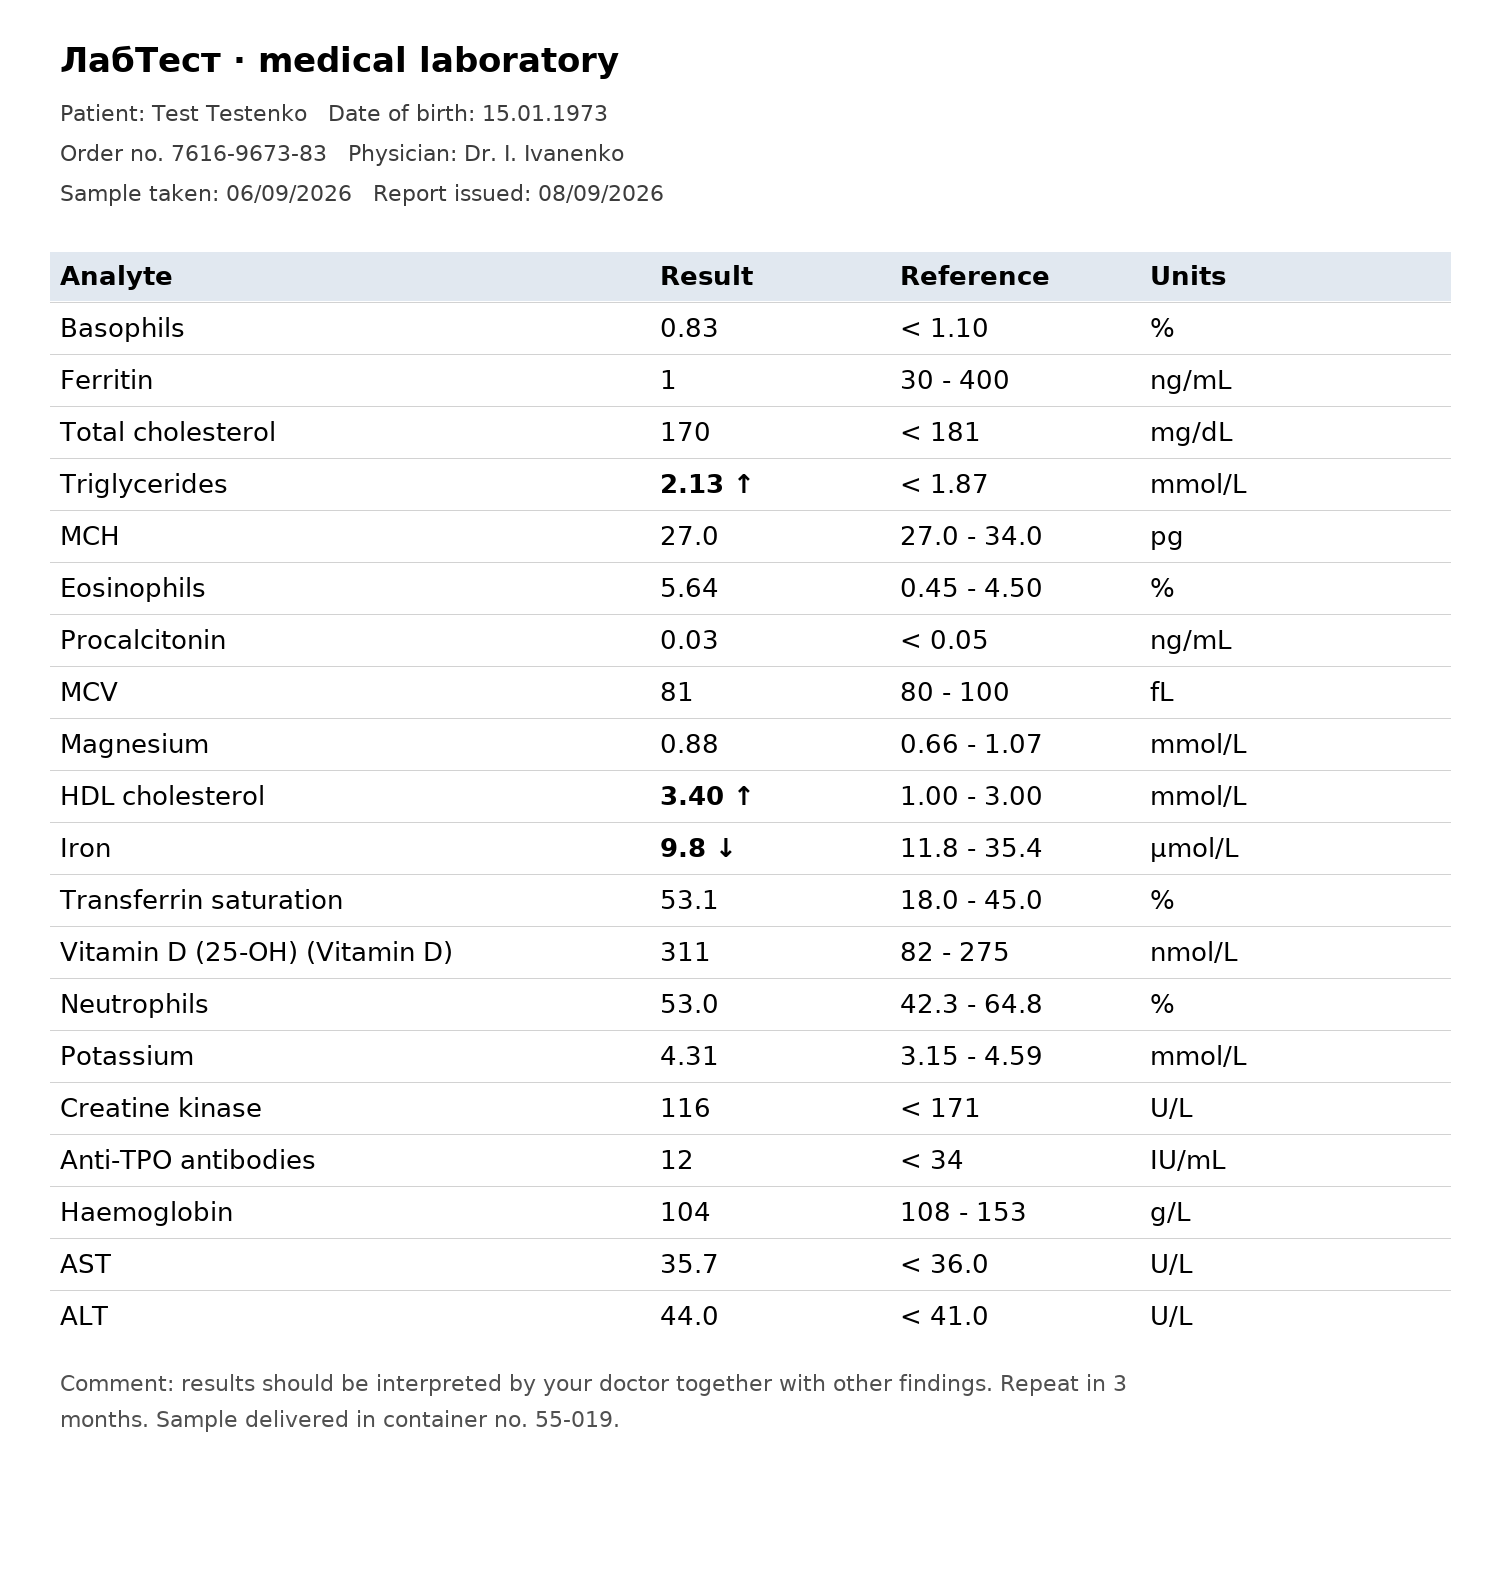 ЛабТест · medical laboratory
Patient: Test Testenko Date of birth: 15.01.1973
Order no. 7616-9673-83 Physician: Dr. I. Ivanenko
Sample taken: 06/09/2026 Report issued: 08/09/2026
Analyte Result Reference Units
Basophils 0.83 < 1.10 %
Ferritin 1 30 - 400 ng/mL
Total cholesterol 170 < 181 mg/dL
Triglycerides 2.13 ↑ < 1.87 mmol/L
MCH 27.0 27.0 - 34.0 pg
Eosinophils 5.64 0.45 - 4.50 %
Procalcitonin 0.03 < 0.05 ng/mL
MCV 81 80 - 100 fL
Magnesium 0.88 0.66 - 1.07 mmol/L
HDL cholesterol 3.40 ↑ 1.00 - 3.00 mmol/L
Iron 9.8 ↓ 11.8 - 35.4 µmol/L
Transferrin saturation 53.1 18.0 - 45.0 %
Vitamin D (25-OH) (Vitamin D) 311 82 - 275 nmol/L
Neutrophils 53.0 42.3 - 64.8 %
Potassium 4.31 3.15 - 4.59 mmol/L
Creatine kinase 116 < 171 U/L
Anti-TPO antibodies 12 < 34 IU/mL
Haemoglobin 104 108 - 153 g/L
AST 35.7 < 36.0 U/L
ALT 44.0 < 41.0 U/L
Comment: results should be interpreted by your doctor together with other findings. Repeat in 3
months. Sample delivered in container no. 55-019.